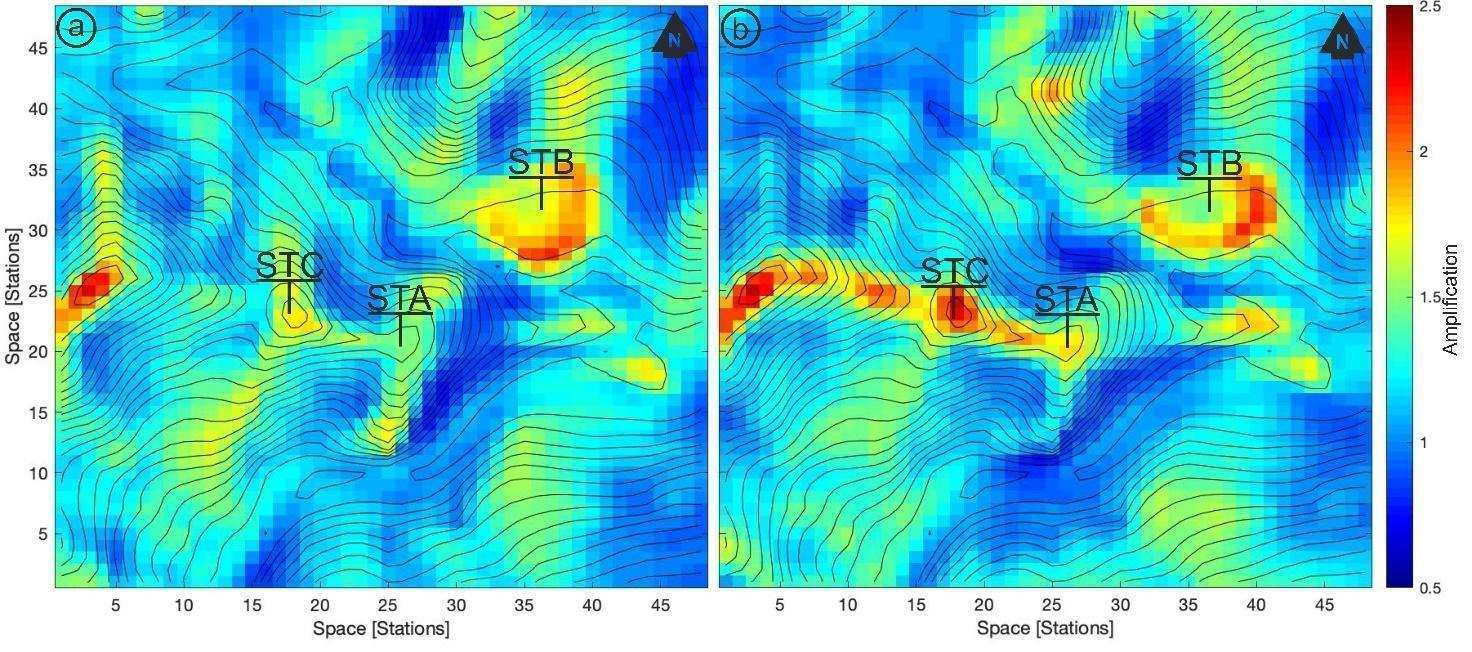 a
N
STB
STC
STA
45
40
35
30
25
20
15
10
5
5 10 15 20 25 30 35 40 45
Space [Stations]
Space [Stations]
b
N
STB
STC
STA
5 10 15 20 25 30 35 40 45
Space [Stations]
2.5
2
1.5
1
0.5
Amplification